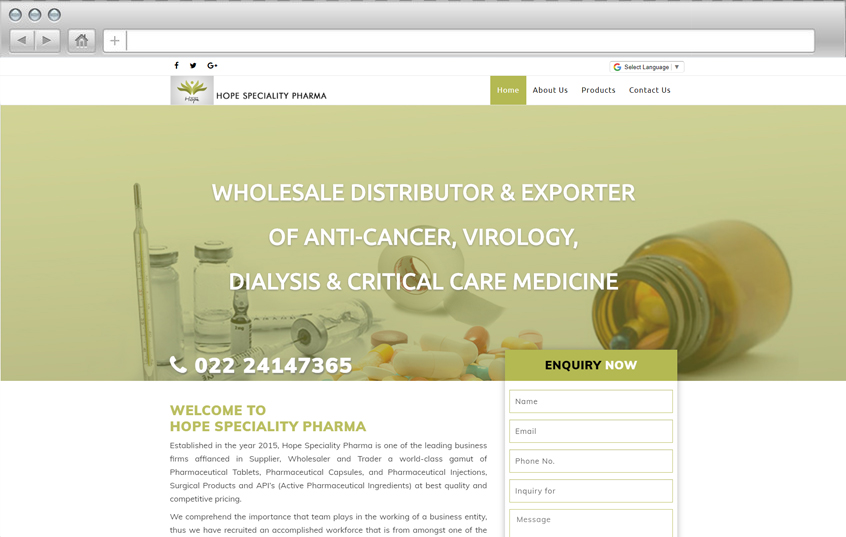 Select Language
HOPE SPECIALITY PHARMA
Home
About Us
Products
Contact Us
WHOLESALE DISTRIBUTOR & EXPORTER
OF ANTI-CANCER, VIROLOGY,
DIALYSIS & CRITICAL CARE MEDICINE
022 24147365
ENQUIRY NOW
Name
Email
Phone No.
Inquiry for
Message
WELCOME TO
HOPE SPECIALITY PHARMA
Established in the year 2015, Hope Speciality Pharma is one of the leading business
firms affianced in Supplier, Wholesaler and Trader a world-class gamut of
Pharmaceutical Tablets, Pharmaceutical Capsules, and Pharmaceutical Injections,
Surgical Products and API's (Active Pharmaceutical Ingredients) at best quality and
competitive pricing.
We comprehend the importance that team plays in the working of a business entity,
thus we have recruited an accomplished workforce that is from amongst one of the